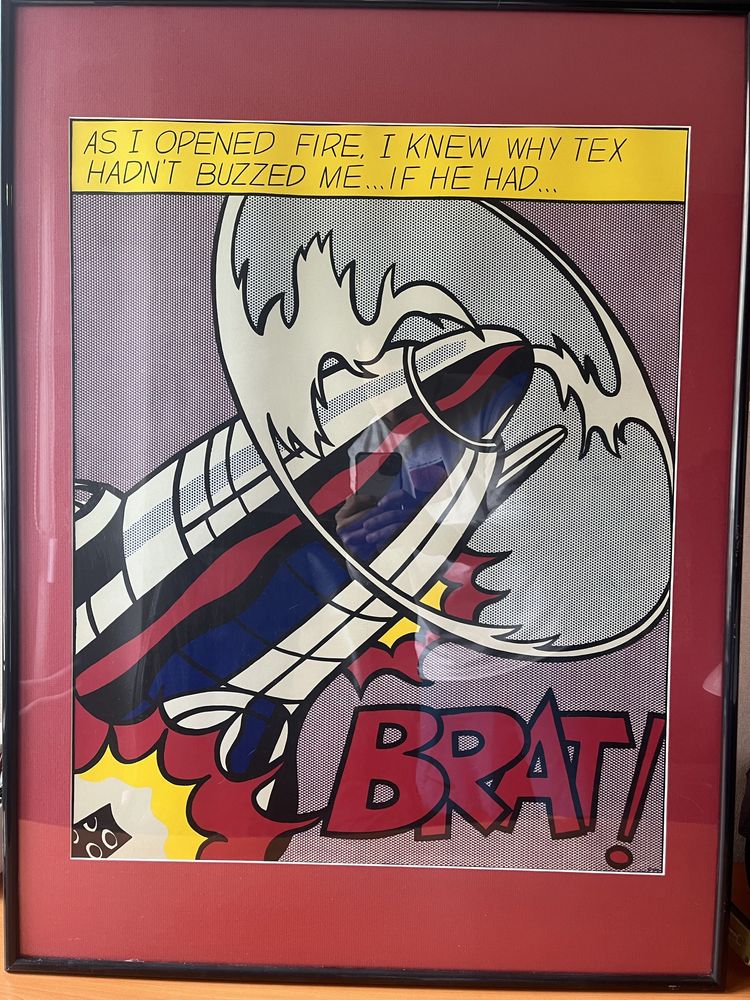 AS I OPENED FIRE, I KNEW WHY TEX
HADN'T BUZZED ME...IF HE HAD...
BRAT!